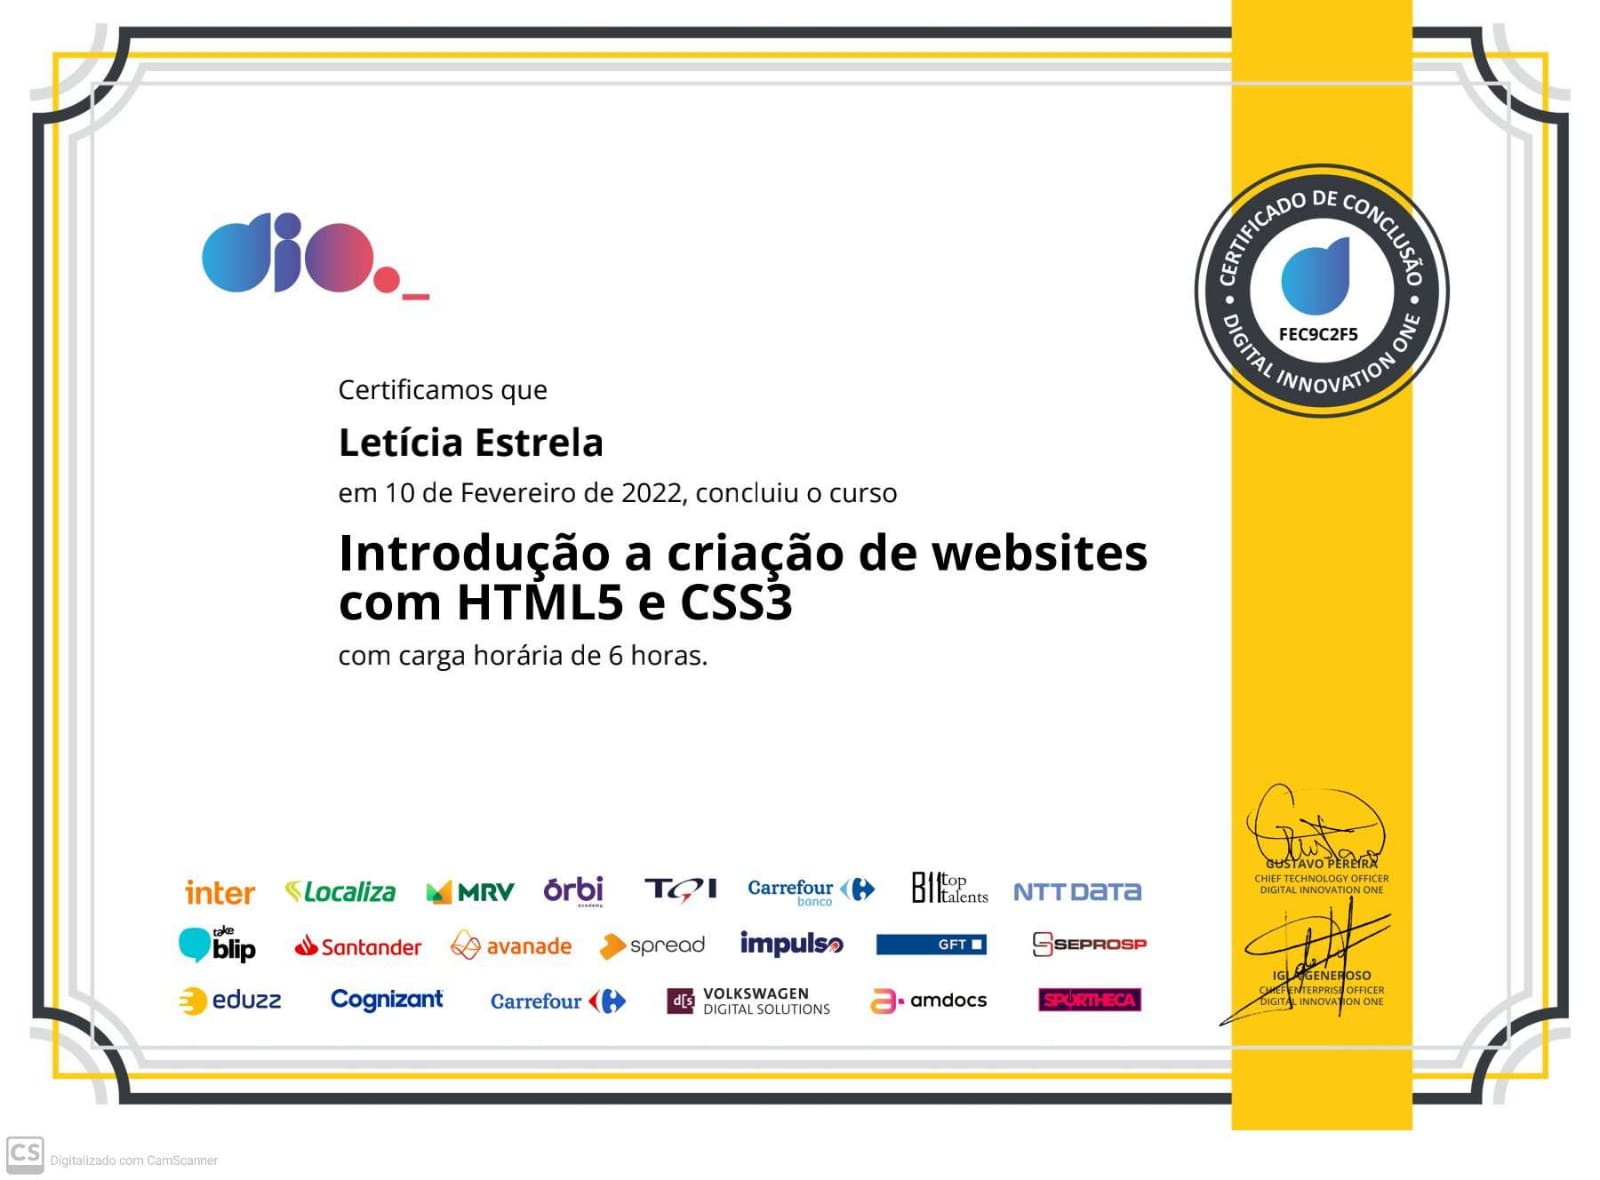 dio._
CERTIFICADO DE CONCLUSÃO
FEC9C2F5
DIGITAL INNOVATION ONE
Certificamos que
Letícia Estrela
em 10 de Fevereiro de 2022, concluiu o curso
Introdução a criação de websites
com HTML5 e CSS3
com carga horária de 6 horas.
Gustavo
GUSTAVO PEREIRA
CHIEF TECHNOLOGY OFFICER
DIGITAL INNOVATION ONE
inter Localiza MRV órbi academy TQI Carrefour banco BTI top talents NTT DATA
take blip Santander avanade spread impulso GFT SEPROSP
GENEROSO
CHIEF ENTERPRISE OFFICER
DIGITAL INNOVATION ONE
eduzz Cognizant Carrefour d[s] VOLKSWAGEN DIGITAL SOLUTIONS a. amdocs SPORTHECA
CS Digitalizado com CamScanner